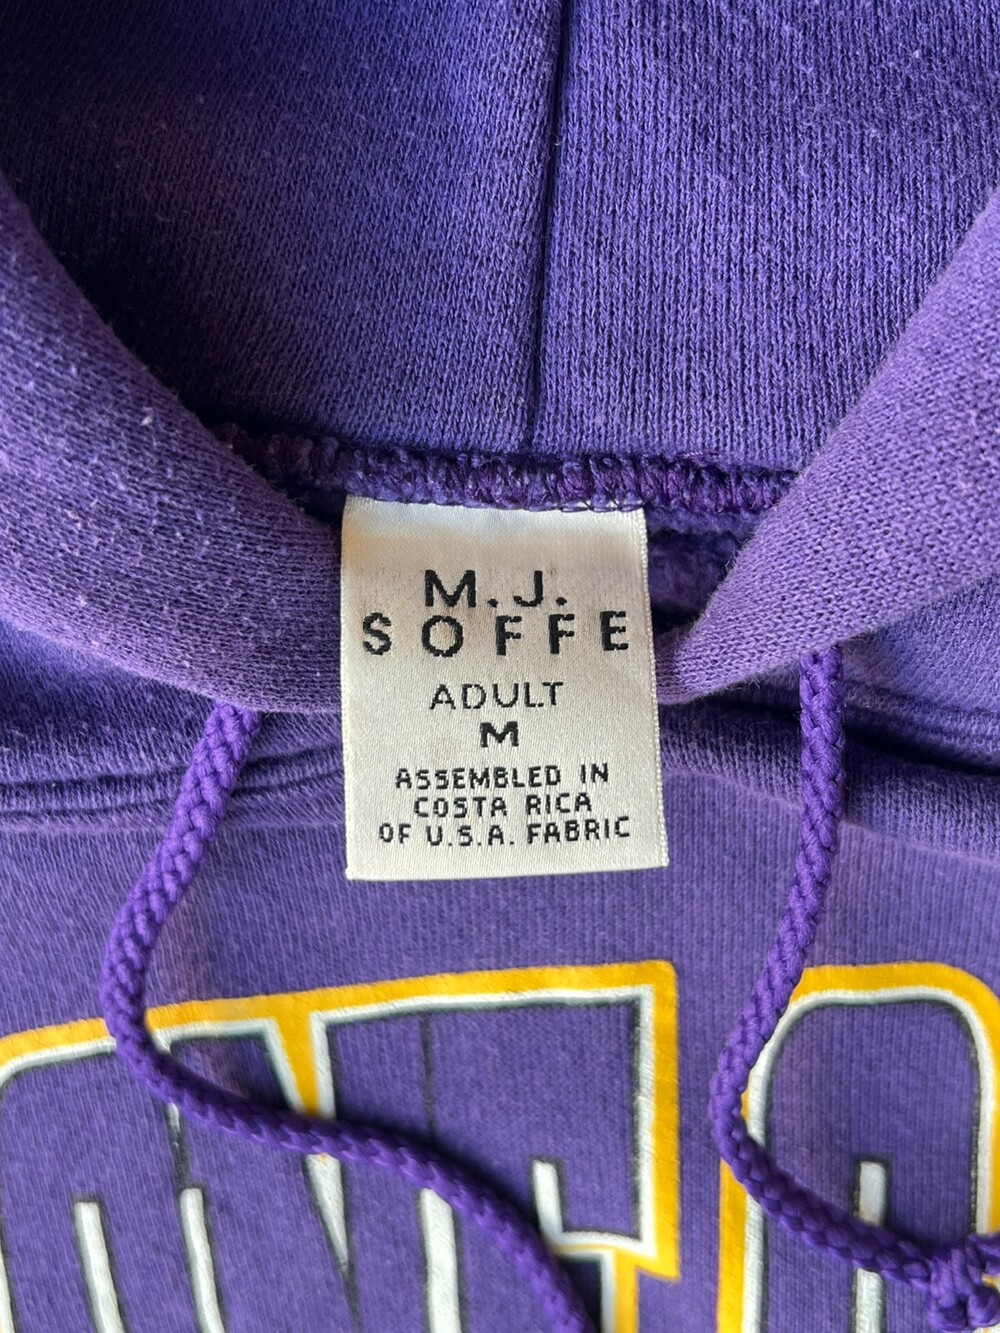 M.J.
SOFFE
ADULT
M
ASSEMBLED IN
COSTA RICA
OF U.S.A. FABRIC